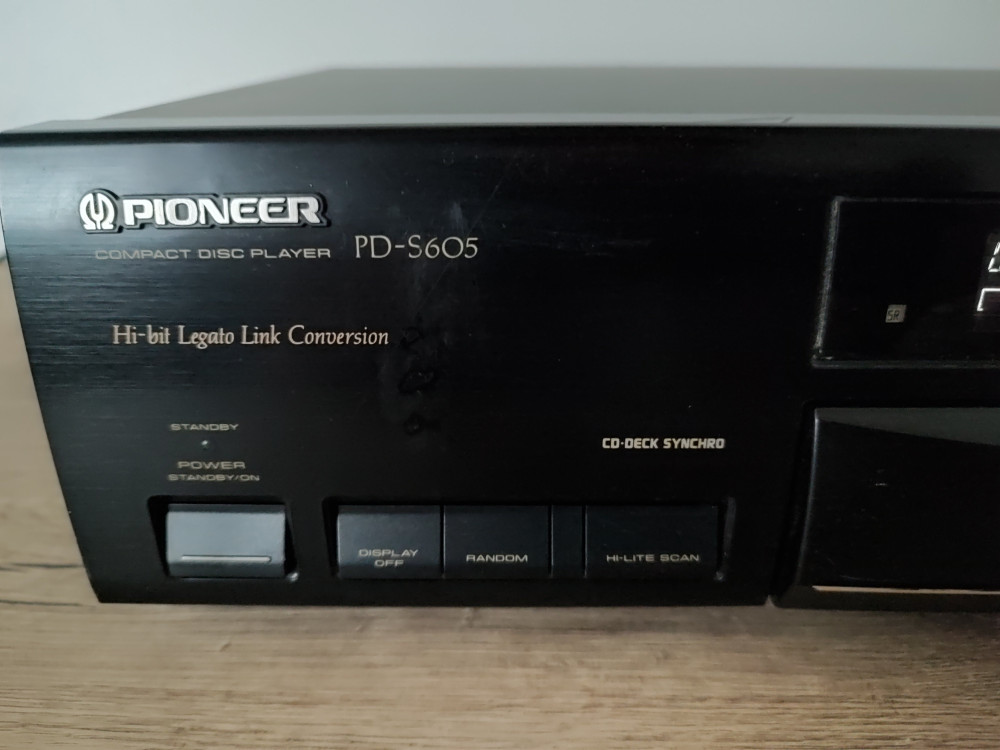 PIONEER
COMPACT DISC PLAYER PD-S605
Hi-bit Legato Link Conversion
SR
STANDBY
CD·DECK SYNCHRO
POWER
STANDBY/ON
DISPLAY
OFF
RANDOM
HI-LITE SCAN